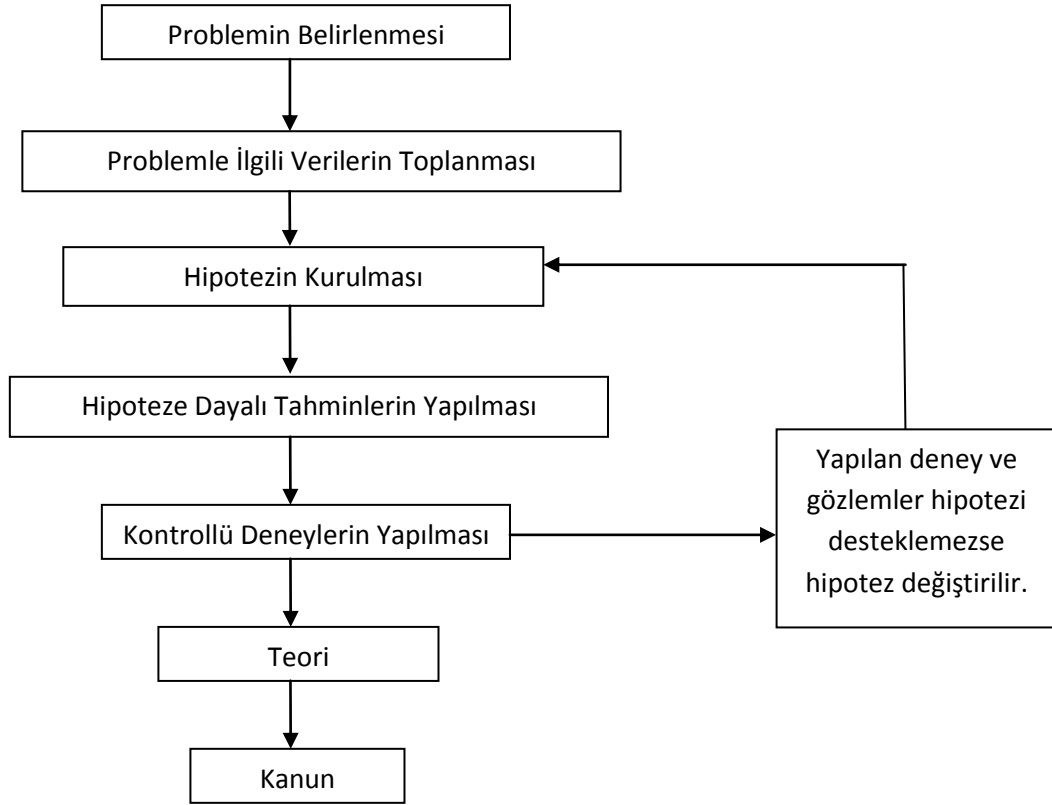 Problemin Belirlenmesi
Problemle İlgili Verilerin Toplanması
Hipotezin Kurulması
Hipoteze Dayalı Tahminlerin Yapılması
Kontrollü Deneylerin Yapılması
Yapılan deney ve
gözlemler hipotezi
desteklemezse
hipotez değiştirilir.
Teori
Kanun